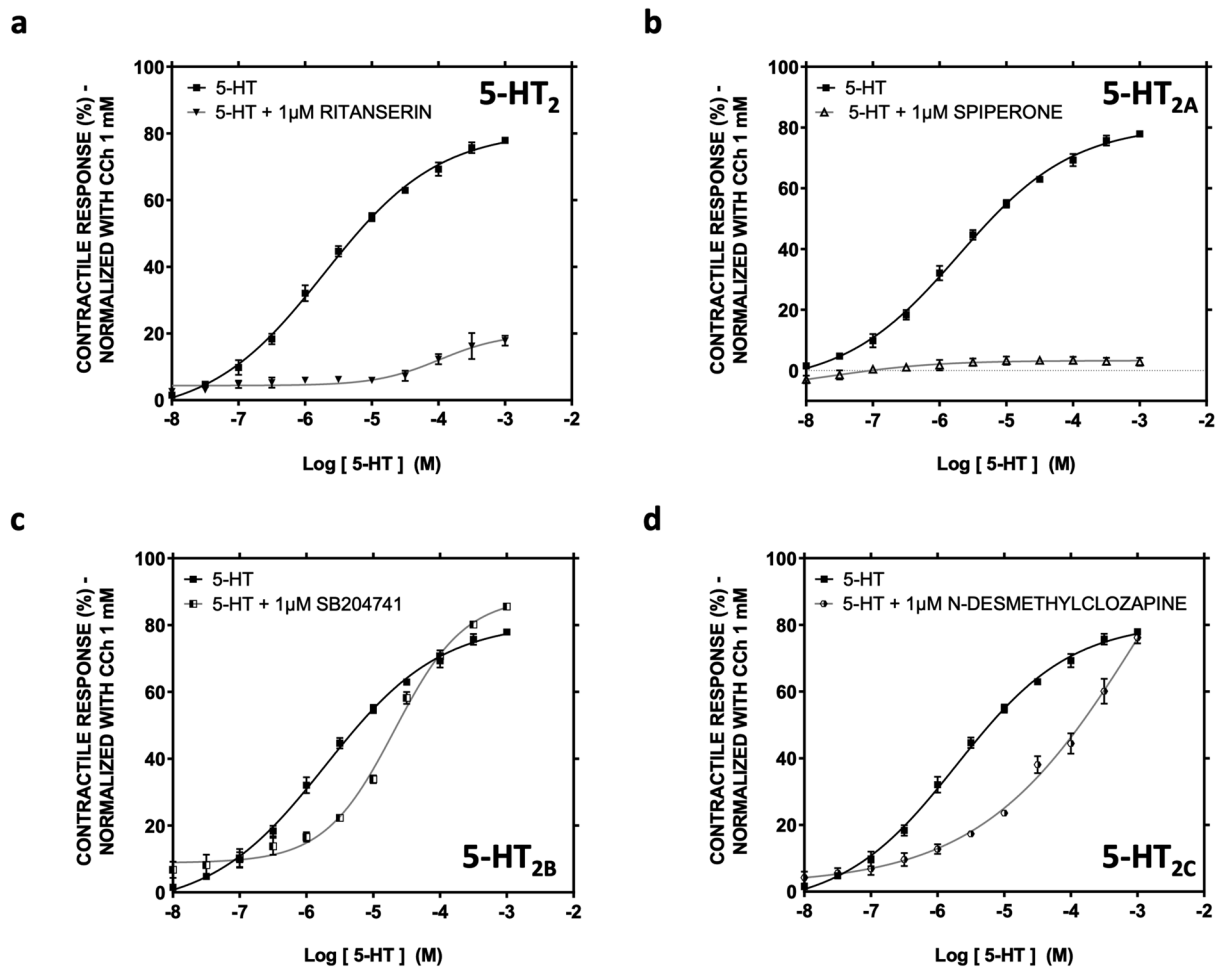 a
5-HT₂
5-HT
5-HT + 1µM RITANSERIN
CONTRACTILE RESPONSE (%) -
NORMALIZED WITH CCh 1 mM
100
80
60
40
20
0
-8 -7 -6 -5 -4 -3 -2
Log [ 5-HT ] (M)
b
5-HT₂A
5-HT
5-HT + 1µM SPIPERONE
CONTRACTILE RESPONSE (%) -
NORMALIZED WITH CCh 1 mM
100
80
60
40
20
0
-8 -7 -6 -5 -4 -3 -2
Log [ 5-HT ] (M)
c
5-HT
5-HT + 1µM SB204741
5-HT₂B
CONTRACTILE RESPONSE (%) -
NORMALIZED WITH CCh 1 mM
100
80
60
40
20
0
-8 -7 -6 -5 -4 -3 -2
Log [ 5-HT ] (M)
d
5-HT
5-HT + 1µM N-DESMETHYLCLOZAPINE
5-HT₂C
CONTRACTILE RESPONSE (%) -
NORMALIZED WITH CCh 1 mM
100
80
60
40
20
0
-8 -7 -6 -5 -4 -3 -2
Log [ 5-HT ] (M)